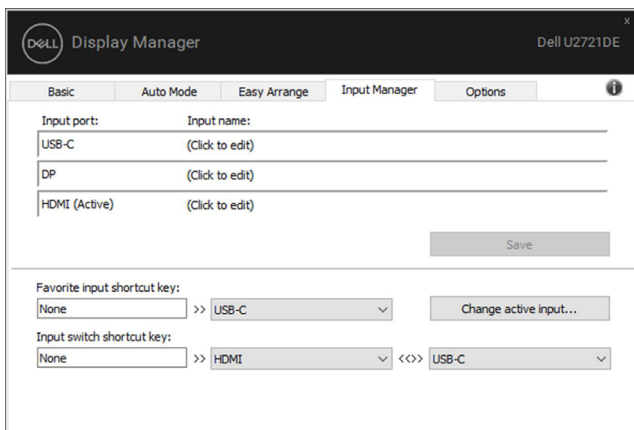 x
DELL Display Manager Dell U2721DE
Basic Auto Mode Easy Arrange Input Manager Options i
Input port: Input name:
USB-C (Click to edit)
DP (Click to edit)
HDMI (Active) (Click to edit)
Save
Favorite input shortcut key:
None >> USB-C Change active input...
Input switch shortcut key:
None >> HDMI <<>> USB-C